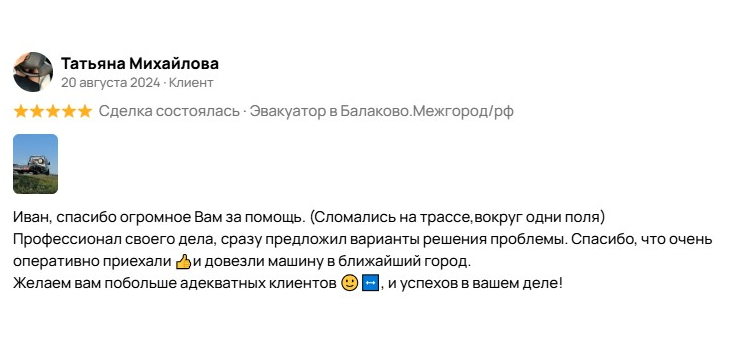 Татьяна Михайлова
20 августа 2024 · Клиент
Сделка состоялась · Эвакуатор в Балаково.Межгород/рф
Иван, спасибо огромное Вам за помощь. (Сломались на трассе,вокруг одни поля)
Профессионал своего дела, сразу предложил варианты решения проблемы. Спасибо, что очень
оперативно приехали 👍и довезли машину в ближайший город.
Желаем вам побольше адекватных клиентов 🙂↔️, и успехов в вашем деле!